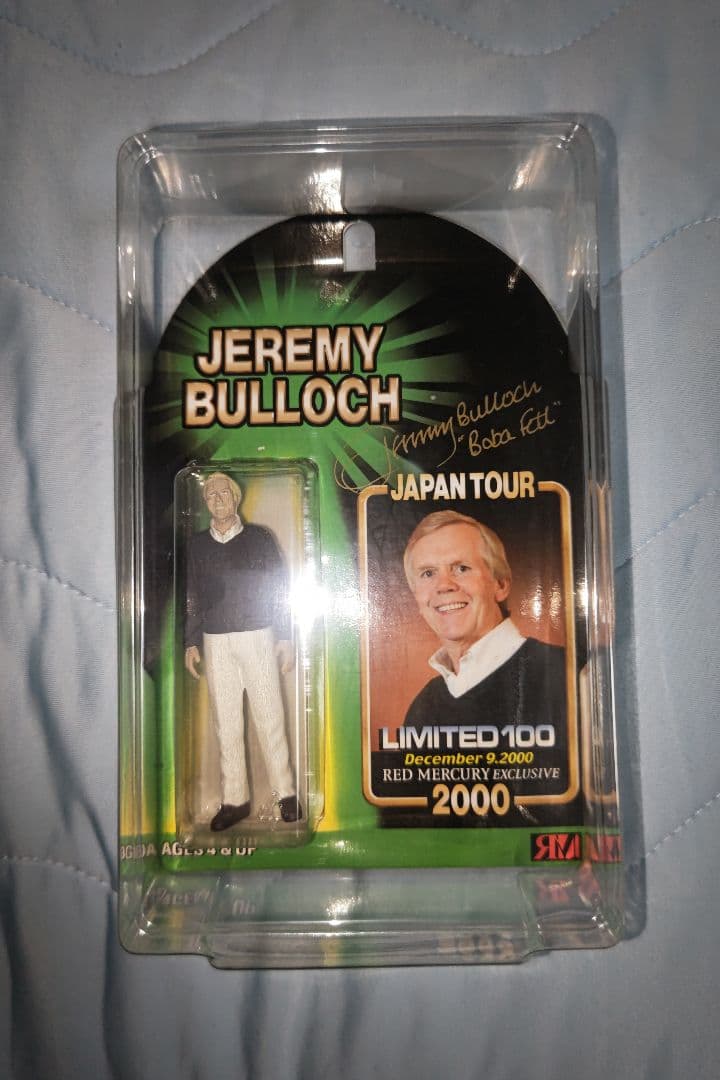 JEREMY
BULLOCH
Jeremy Bulloch
"Boba Fett"
JAPAN TOUR
LIMITED 100
December 9.2000
RED MERCURY EXCLUSIVE
2000
AGES 4 & UP
RM